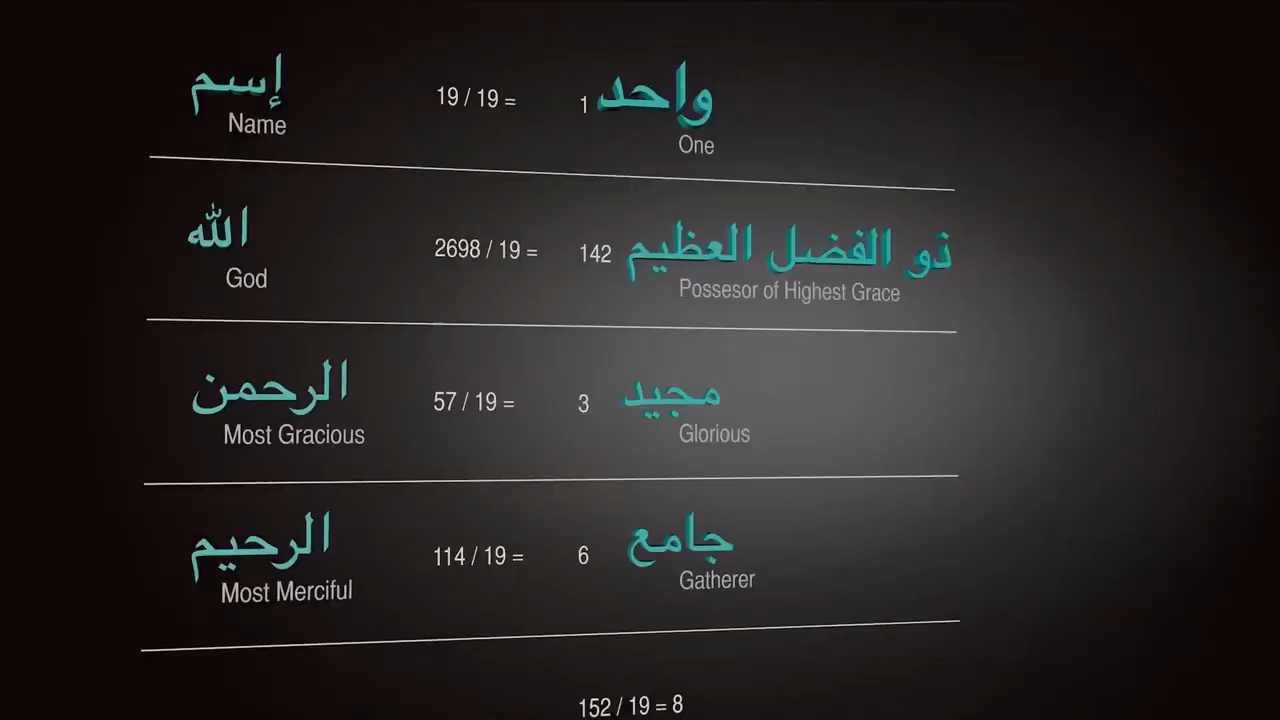 إسم 19 / 19 = 1 واحد
Name One
الله 2698 / 19 = 142 ذو الفضل العظيم
God Possesor of Highest Grace
الرحمن 57 / 19 = 3 مجيد
Most Gracious Glorious
الرحيم 114 / 19 = 6 جامع
Most Merciful Gatherer
152 / 19 = 8